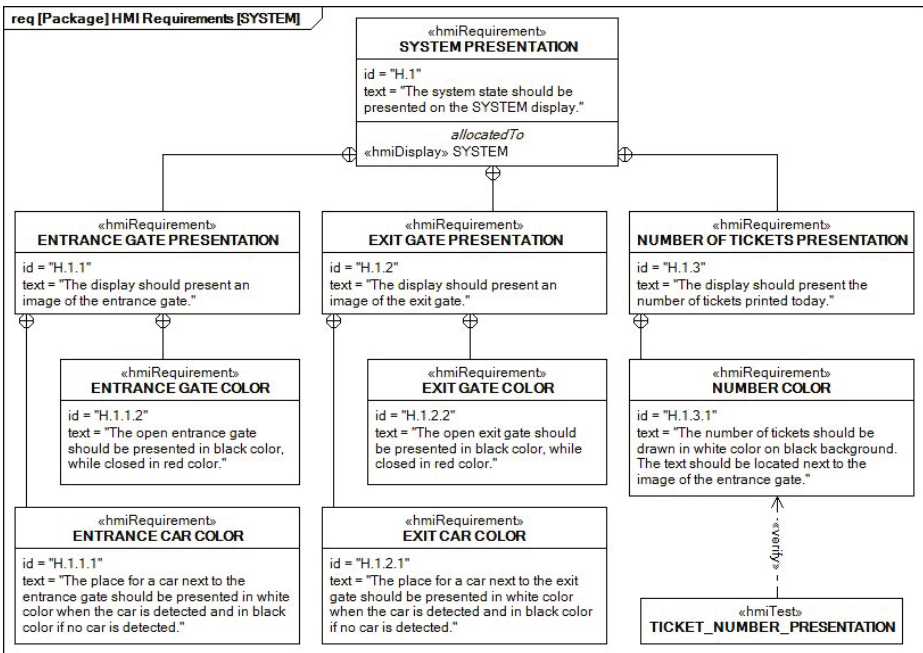 req [Package] HMI Requirements [SYSTEM]
«hmiRequirement»
SYSTEM PRESENTATION
id = "H.1"
text = "The system state should be
presented on the SYSTEM display."
allocatedTo
«hmiDisplay» SYSTEM
«hmiRequirement»
ENTRANCE GATE PRESENTATION
id = "H.1.1"
text = "The display should present an
image of the entrance gate."
«hmiRequirement»
EXIT GATE PRESENTATION
id = "H.1.2"
text = "The display should present an
image of the exit gate."
«hmiRequirement»
NUMBER OF TICKETS PRESENTATION
id = "H.1.3"
text = "The display should present the
number of tickets printed today."
«hmiRequirement»
ENTRANCE GATE COLOR
id = "H.1.1.2"
text = "The open entrance gate
should be presented in black color,
while closed in red color."
«hmiRequirement»
EXIT GATE COLOR
id = "H.1.2.2"
text = "The open exit gate should
be presented in black color, while
closed in red color."
«hmiRequirement»
NUMBER COLOR
id = "H.1.3.1"
text = "The number of tickets should be
drawn in white color on black background.
The text should be located next to the
image of the entrance gate."
«hmiRequirement»
ENTRANCE CAR COLOR
id = "H.1.1.1"
text = "The place for a car next to the
entrance gate should be presented in white
color when the car is detected and in black
color if no car is detected."
«hmiRequirement»
EXIT CAR COLOR
id = "H.1.2.1"
text = "The place for a car next to the exit
gate should be presented in white color
when the car is detected and in black color
if no car is detected."
«verify»
«hmiTest»
TICKET_NUMBER_PRESENTATION